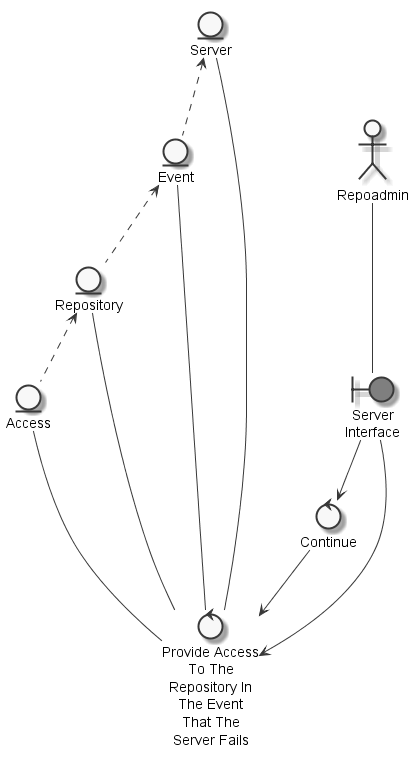 Server
Event
Repoadmin
Repository
Access
Server
Interface
Continue
Provide Access
To The
Repository In
The Event
That The
Server Fails